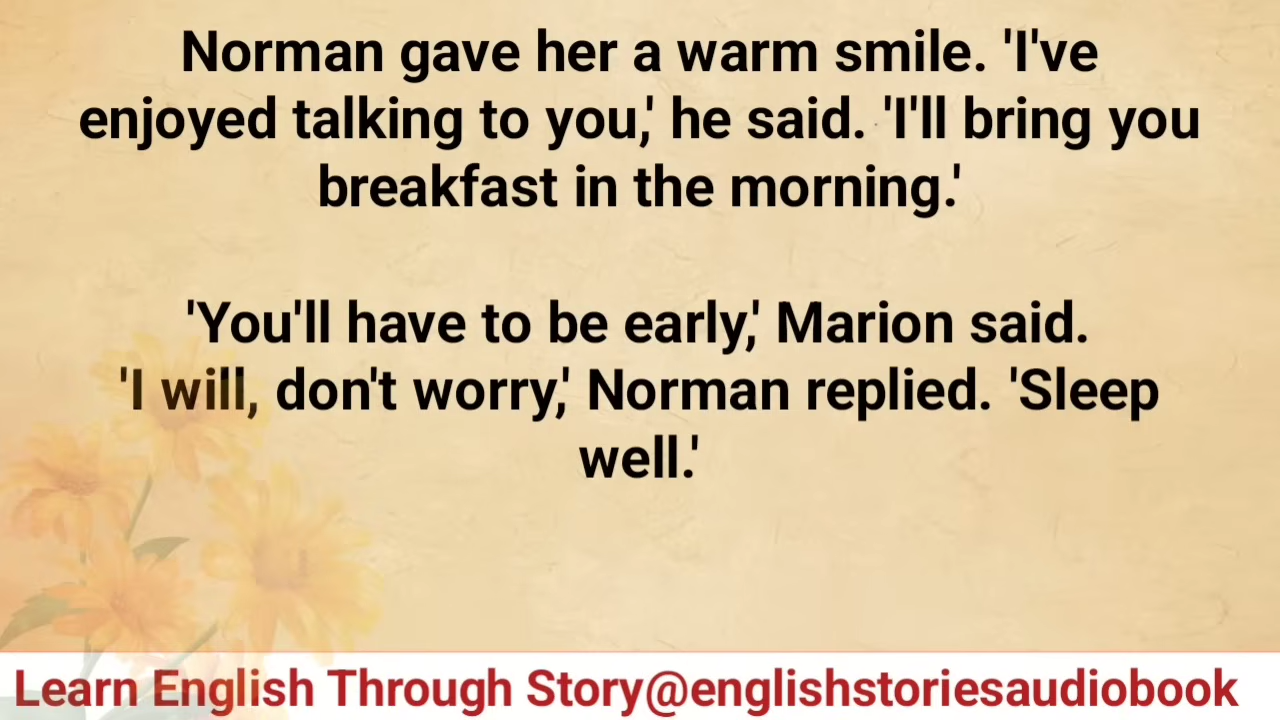 Norman gave her a warm smile. 'I've
enjoyed talking to you,' he said. 'I'll bring you
breakfast in the morning.'
'You'll have to be early,' Marion said.
'I will, don't worry,' Norman replied. 'Sleep
well.'
Learn English Through Story@englishstoriesaudiobook